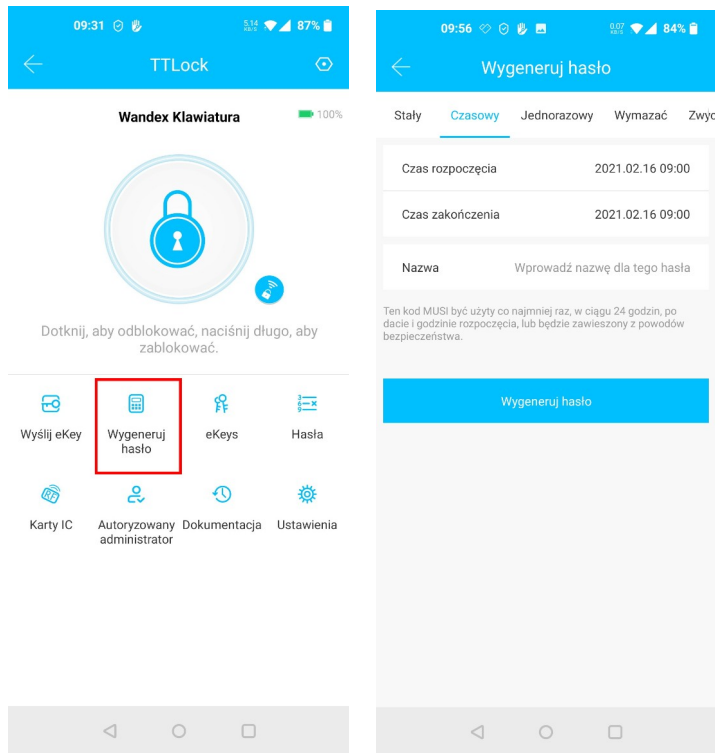 09:31
5.14 KB/S
87%
TTLock
Wandex Klawiatura
100%
Dotknij, aby odblokować, naciśnij długo, aby
zablokować.
Wyślij eKey
Wygeneruj
hasło
eKeys
Hasła
Karty IC
Autoryzowany
administrator
Dokumentacja
Ustawienia
09:56
0.07 KB/S
84%
Wygeneruj hasło
Stały Czasowy Jednorazowy Wymazać Zwyc
Czas rozpoczęcia 2021.02.16 09:00
Czas zakończenia 2021.02.16 09:00
Nazwa Wprowadź nazwę dla tego hasła
Ten kod MUSI być użyty co najmniej raz, w ciągu 24 godzin, po
dacie i godzinie rozpoczęcia, lub będzie zawieszony z powodów
bezpieczeństwa.
Wygeneruj hasło